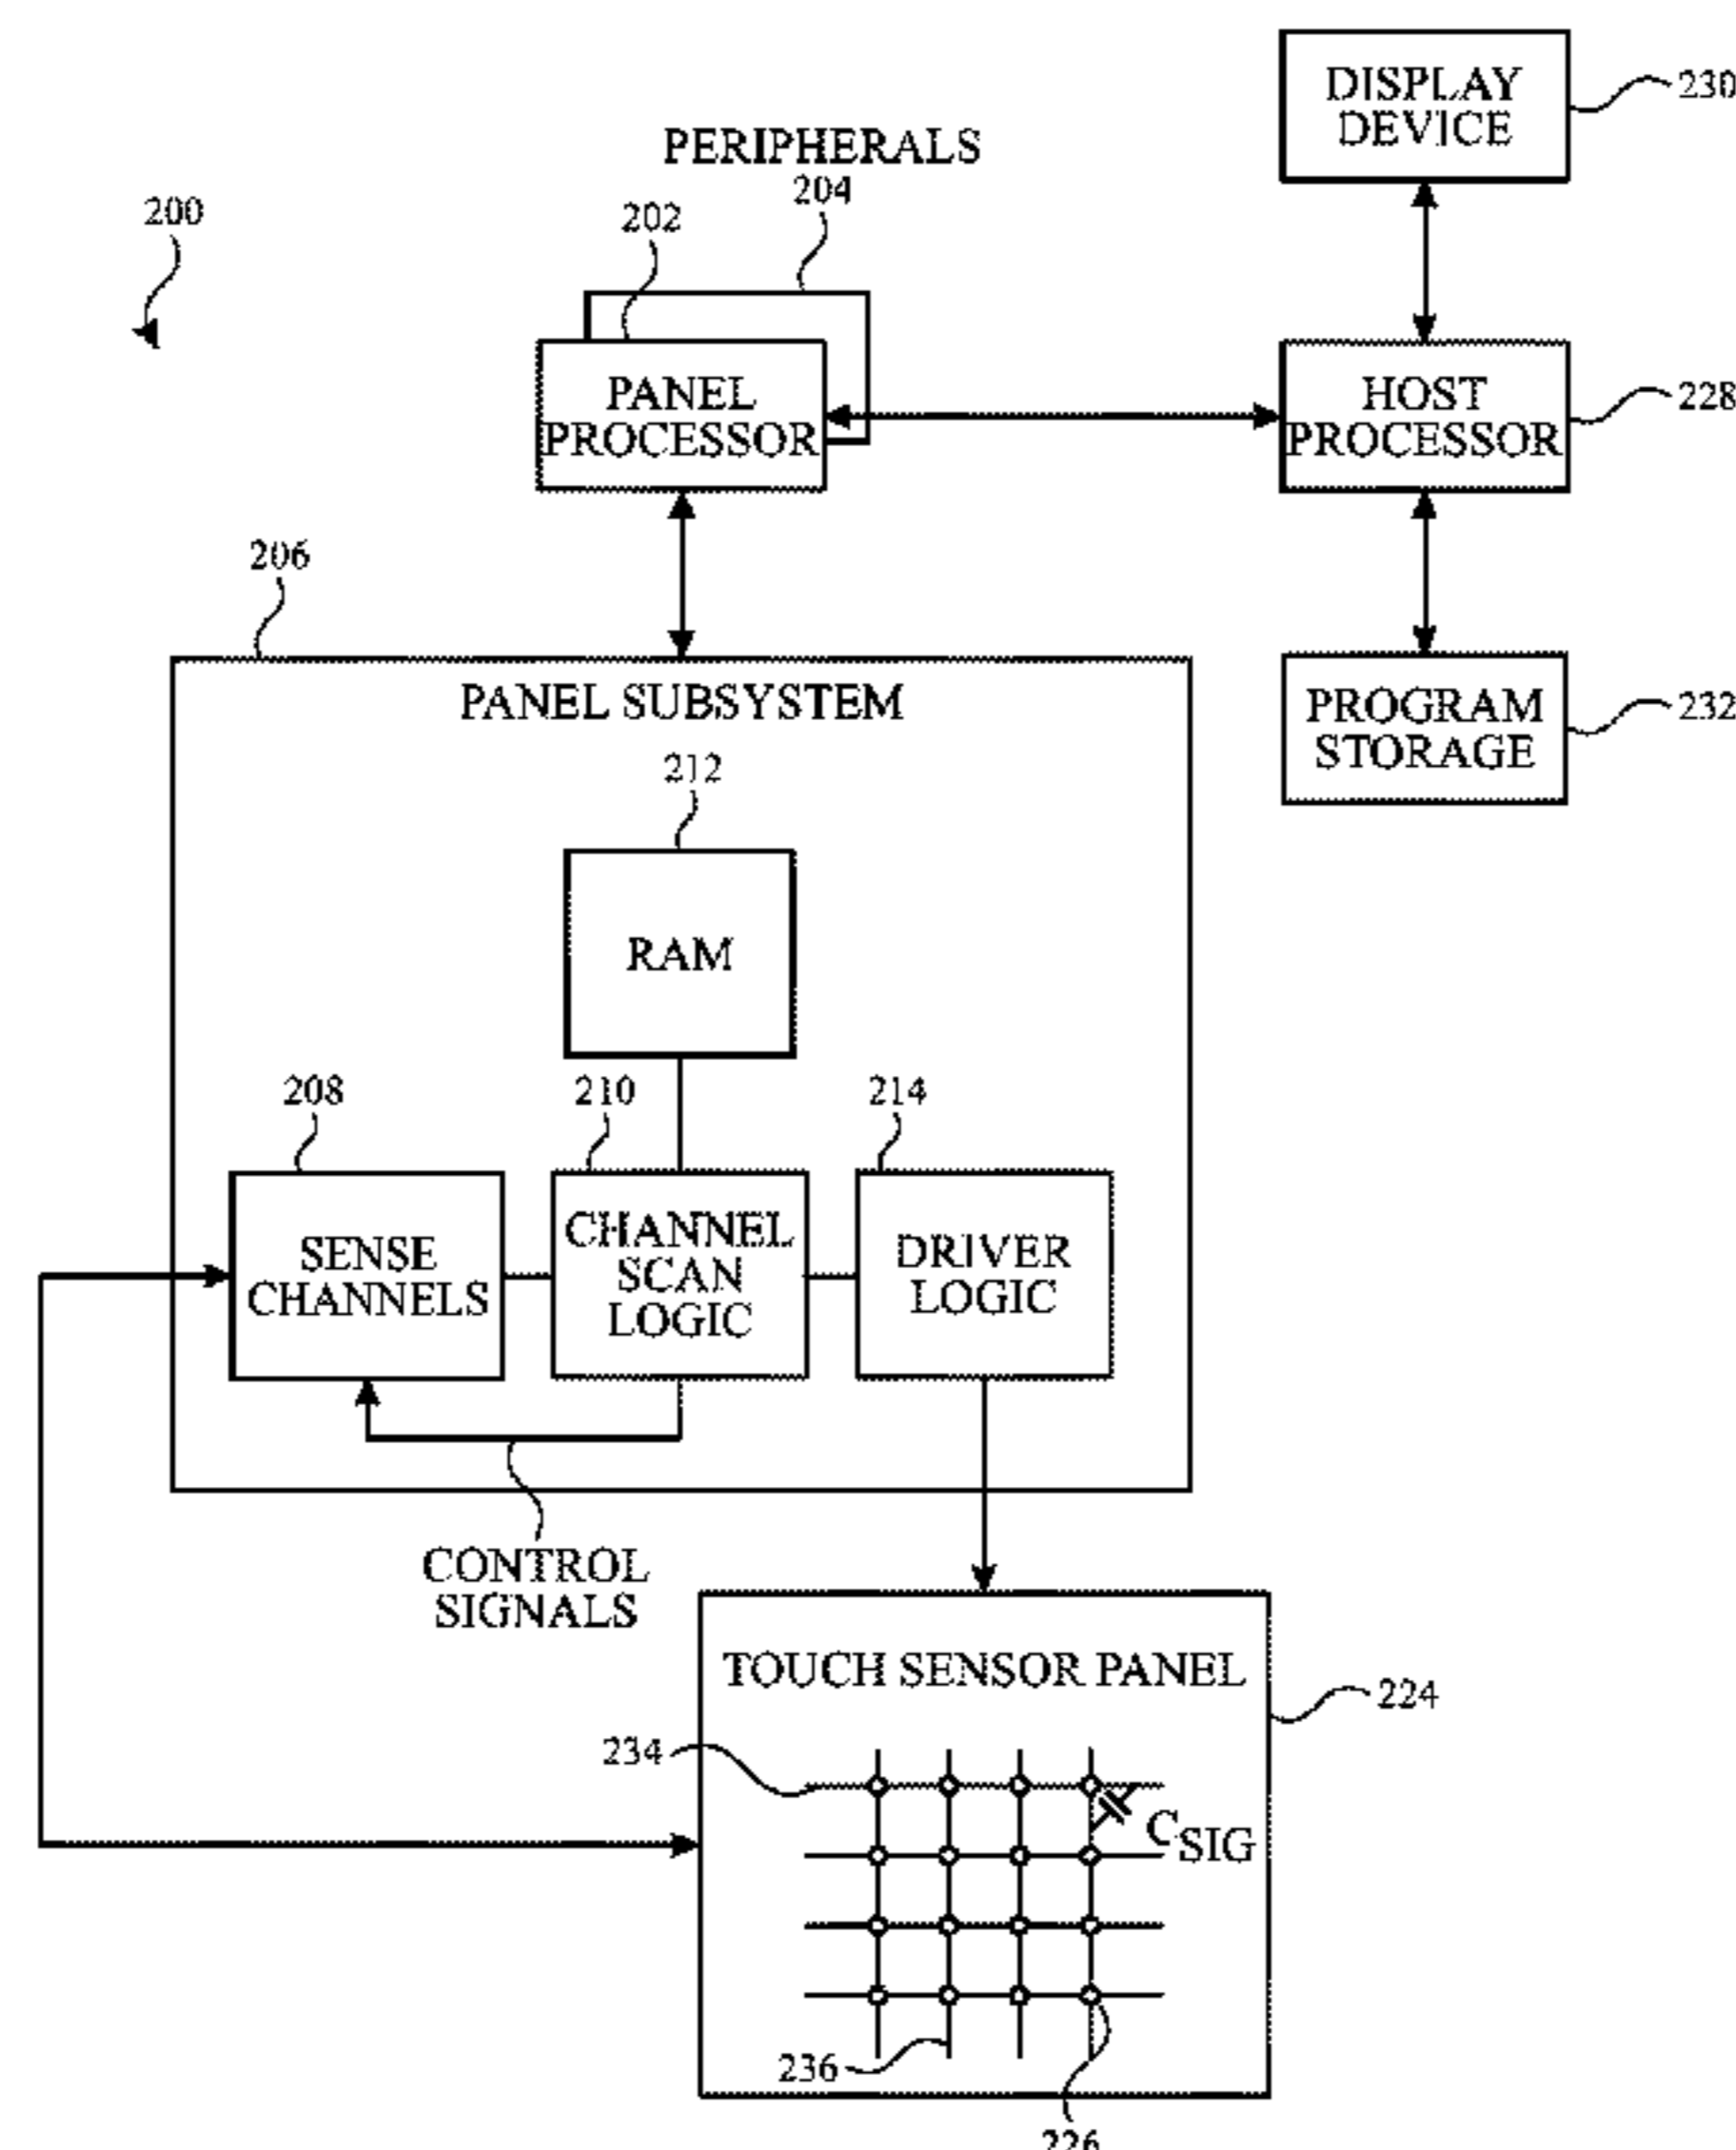 DISPLAY
DEVICE
230
PERIPHERALS
204
200
202
PANEL
PROCESSOR
HOST
PROCESSOR
228
206
PANEL SUBSYSTEM
PROGRAM
STORAGE
232
212
RAM
208
210
214
SENSE
CHANNELS
CHANNEL
SCAN
LOGIC
DRIVER
LOGIC
CONTROL
SIGNALS
TOUCH SENSOR PANEL
224
234
CSIG
236
226